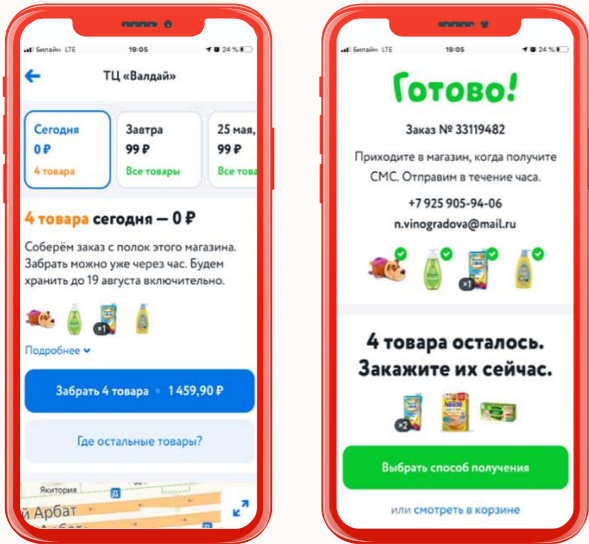 Билайн LTE
19:05
24 %
ТЦ «Валдай»
Сегодня
0 ₽
4 товара
Завтра
99 ₽
Все товары
25 мая,
99 ₽
Все това
4 товара сегодня — 0 ₽
Соберём заказ с полок этого магазина.
Забрать можно уже через час. Будем
хранить до 19 августа включительно.
×1
Подробнее
Забрать 4 товара • 1 459,90 ₽
Где остальные товары?
Якитория
й Арбат
Билайн LTE
19:05
24 %
Готово!
Заказ № 33119482
Приходите в магазин, когда получите
СМС. Отправим в течение часа.
+7 925 905-94-06
n.vinogradova@mail.ru
×1
4 товара осталось.
Закажите их сейчас.
×2
Выбрать способ получения
или смотреть в корзине